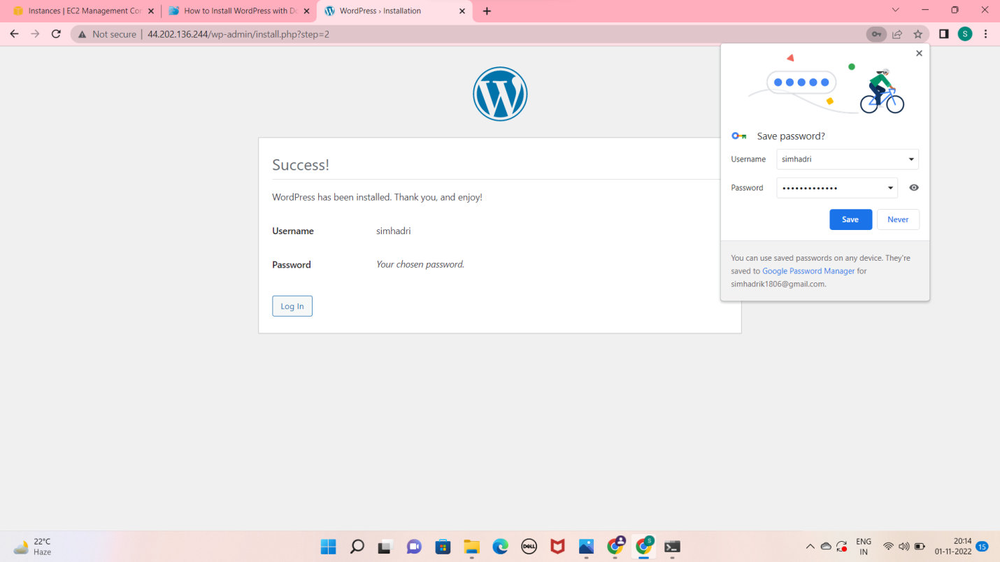 Instances | EC2 Management Con
How to Install WordPress with Do
WordPress › Installation
Not secure
44.202.136.244/wp-admin/install.php?step=2
S
Success!
WordPress has been installed. Thank you, and enjoy!
Username simhadri
Password Your chosen password.
Log In
Save password?
Username simhadri
Password
Save Never
You can use saved passwords on any device. They're
saved to Google Password Manager for
simhadrik1806@gmail.com.
22°C
Haze
DELL
S
ENG
IN
20:14
01-11-2022
15